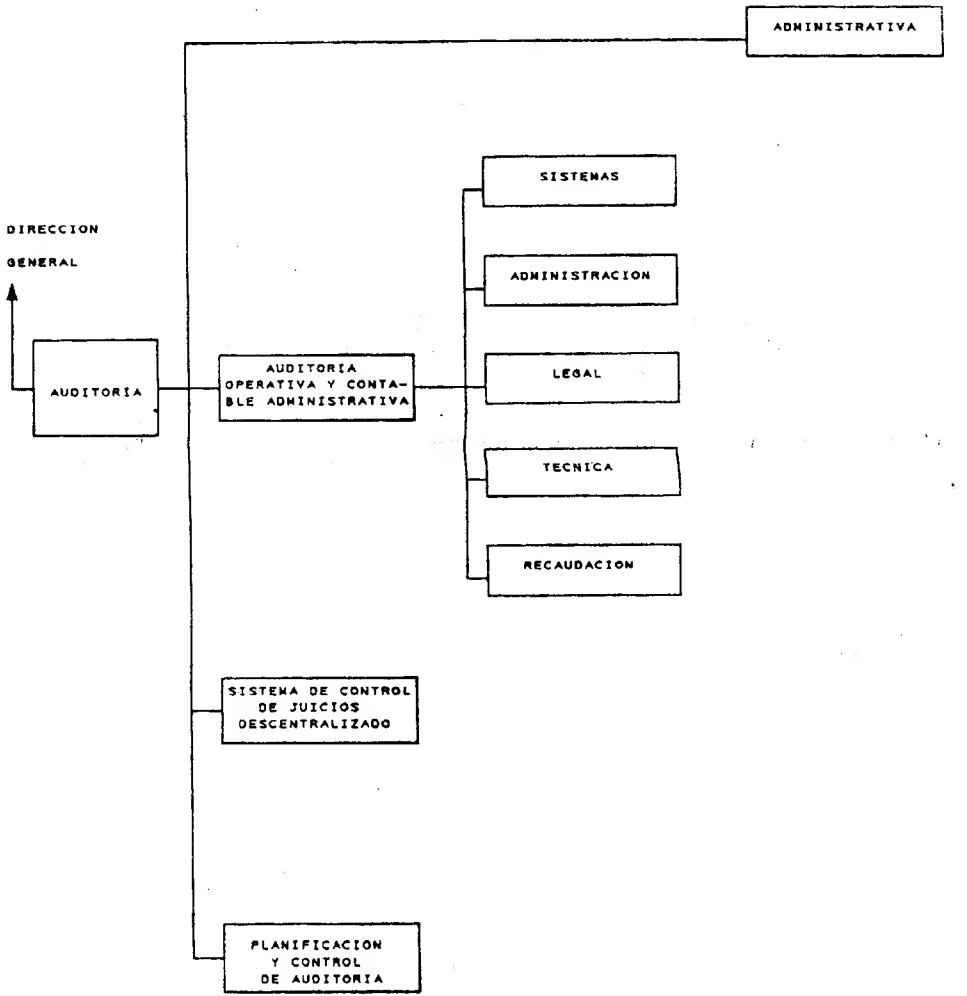 ADMINISTRATIVA
SISTEMAS
DIRECCION
GENERAL
ADMINISTRACION
AUDITORIA
AUDITORIA
OPERATIVA Y CONTA-
BLE ADMINISTRATIVA
LEGAL
TECNICA
RECAUDACION
SISTEMA DE CONTROL
DE JUICIOS
DESCENTRALIZADO
PLANIFICACION
Y CONTROL
DE AUDITORIA